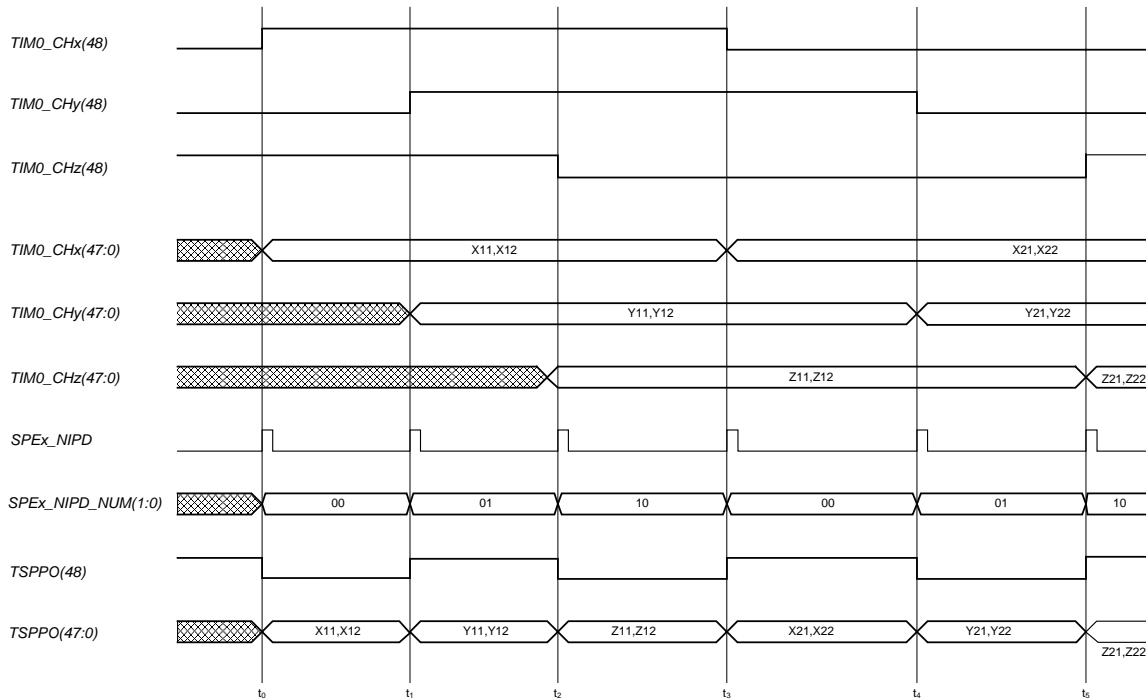 TIM0_CHx(48)
TIM0_CHy(48)
TIM0_CHz(48)
TIM0_CHx(47:0) X11,X12 X21,X22
TIM0_CHy(47:0) Y11,Y12 Y21,Y22
TIM0_CHz(47:0) Z11,Z12 Z21,Z22
SPEx_NIPD
SPEx_NIPD_NUM(1:0) 00 01 10 00 01 10
TSPPO(48)
TSPPO(47:0) X11,X12 Y11,Y12 Z11,Z12 X21,X22 Y21,Y22
Z21,Z22
t0 t1 t2 t3 t4 t5